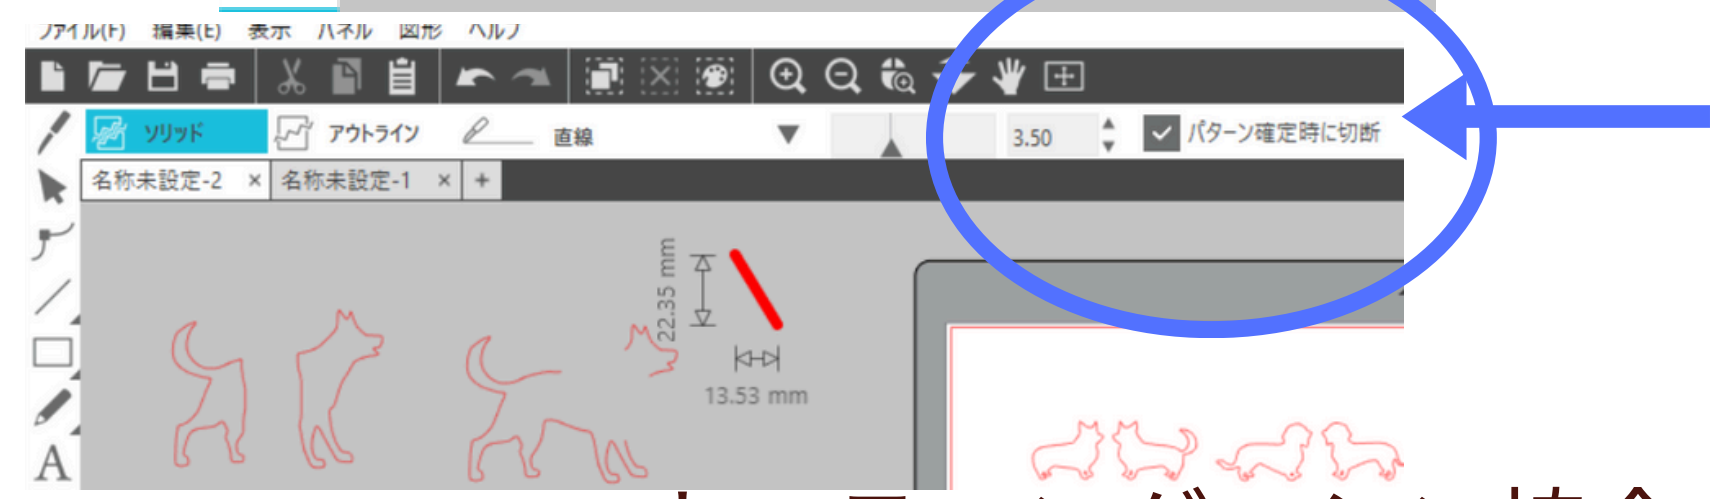 ファイル(F) 編集(E) 表示 パネル 図形 ヘルプ
ソリッド アウトライン 直線 3.50 パターン確定時に切断
名称未設定-2 × 名称未設定-1 × +
22.35 mm
13.53 mm
A